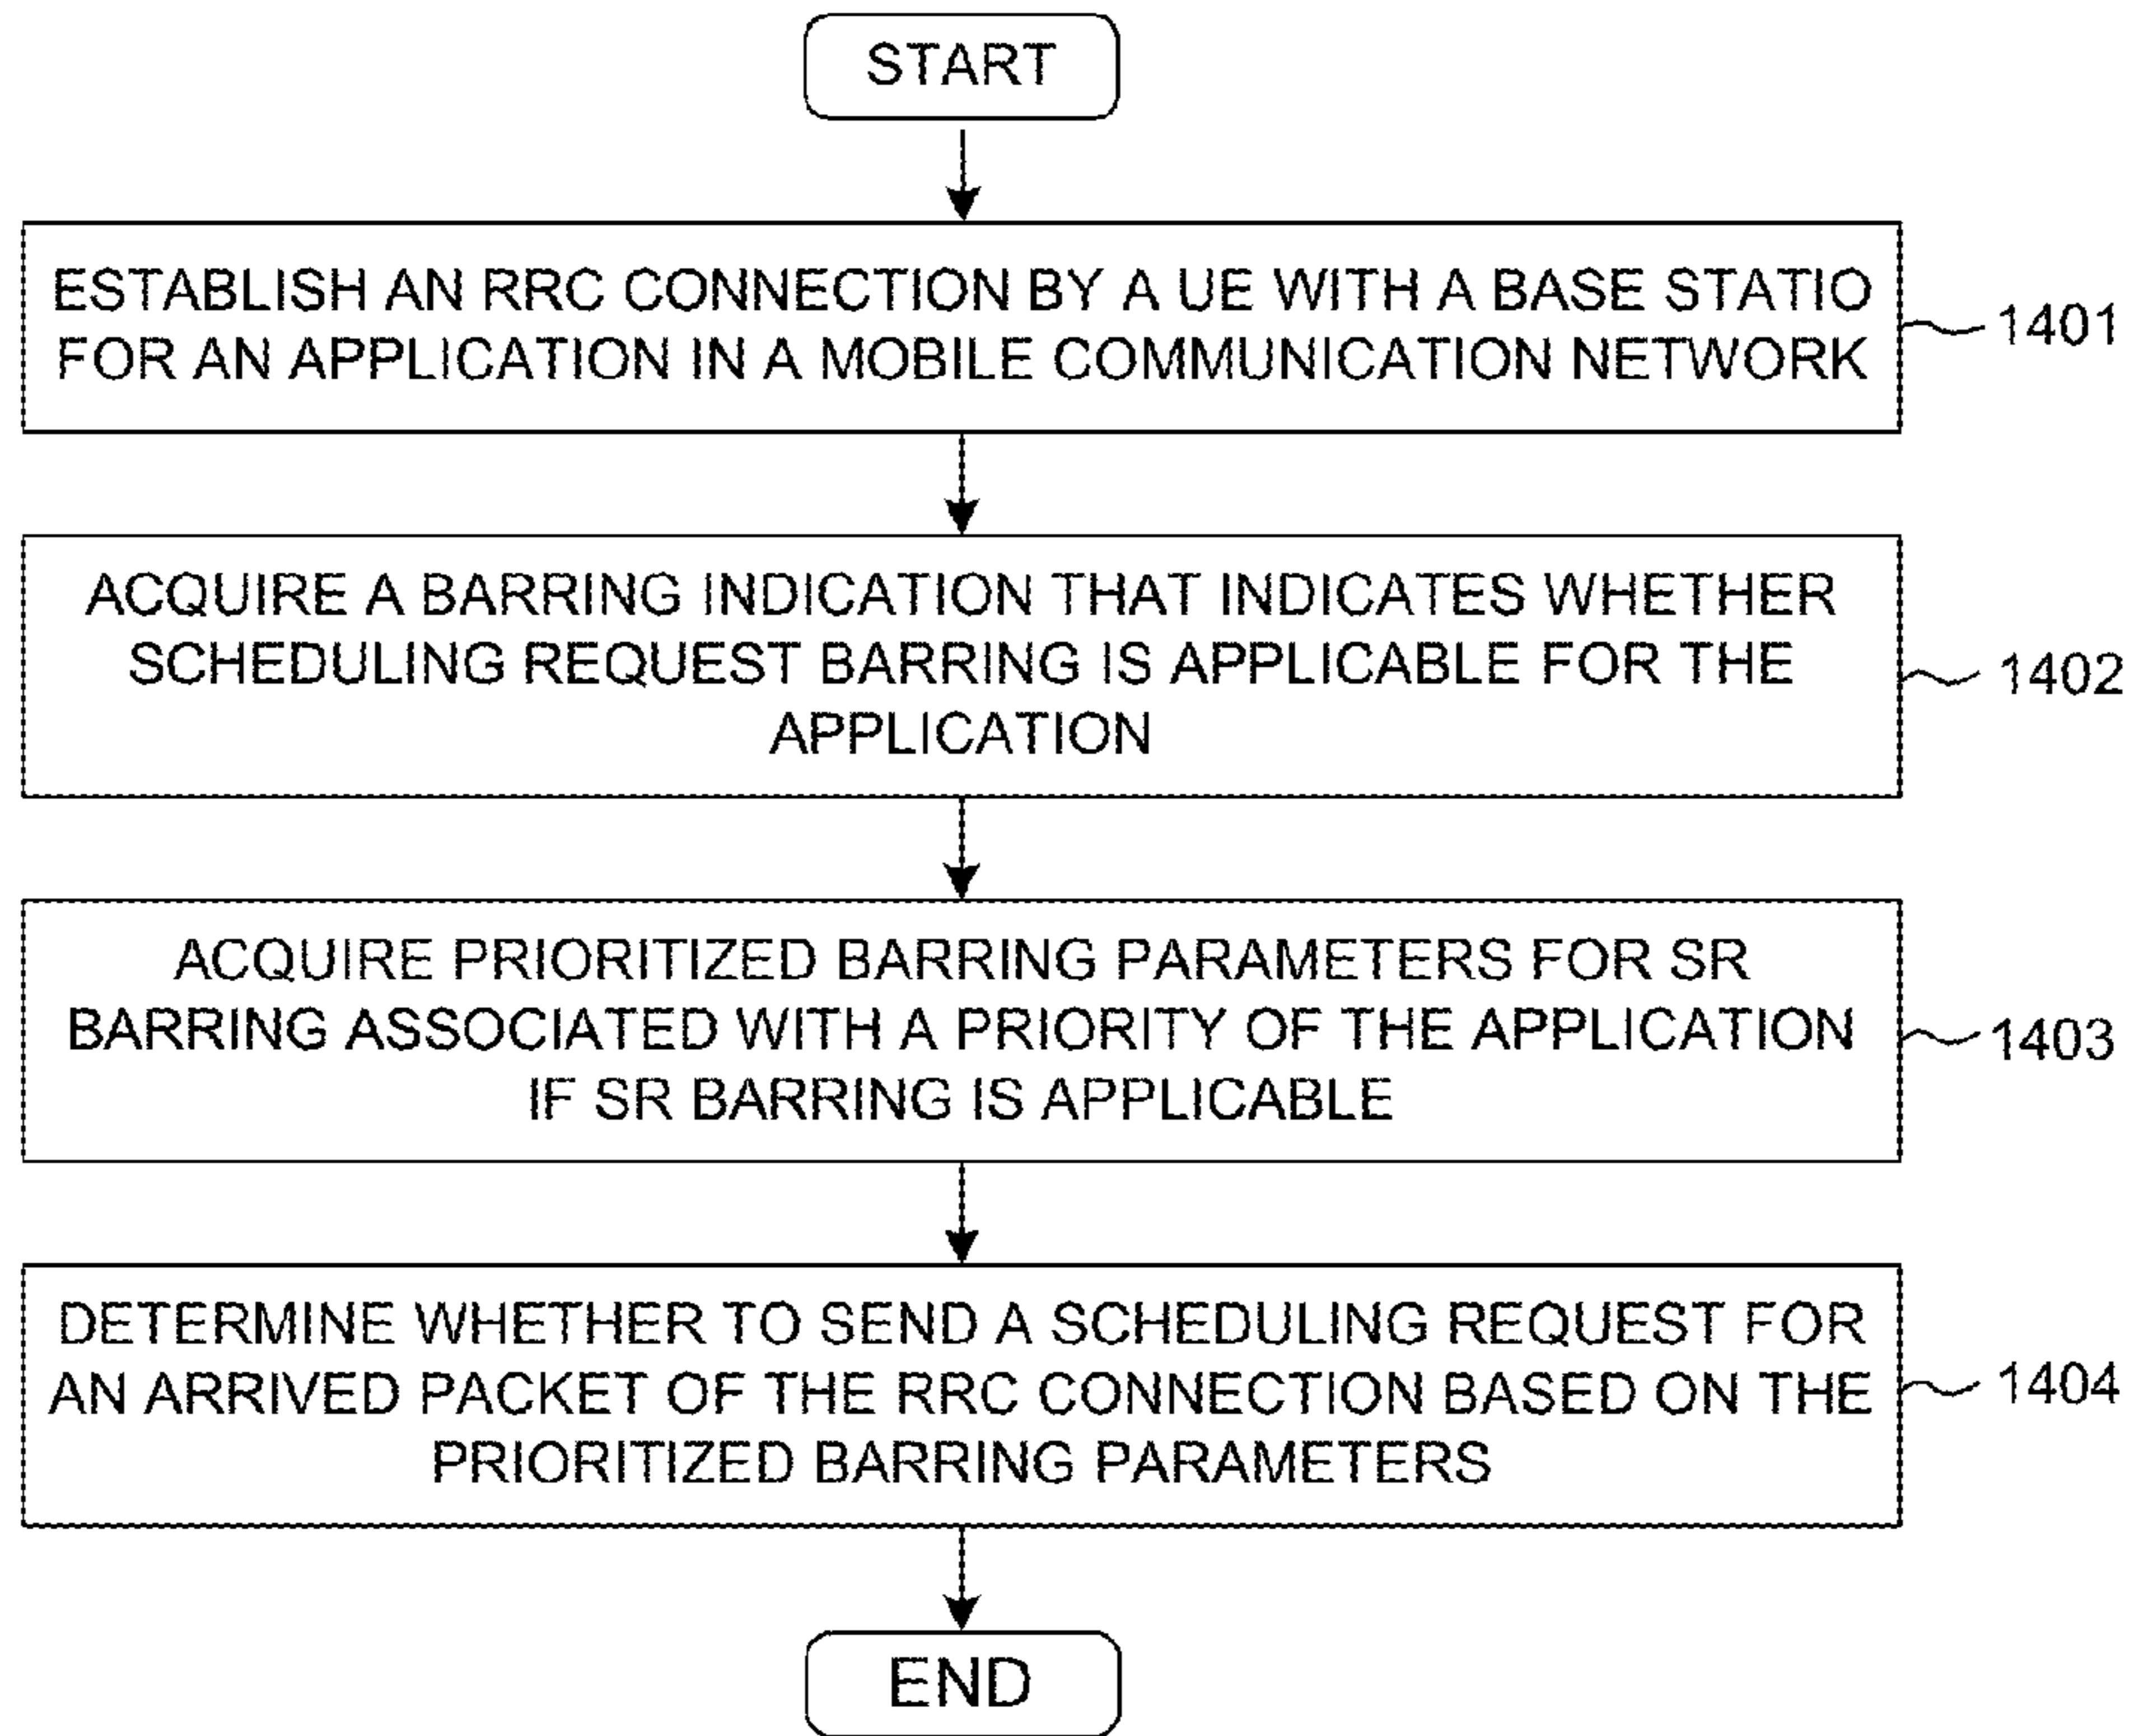 START
ESTABLISH AN RRC CONNECTION BY A UE WITH A BASE STATIO
FOR AN APPLICATION IN A MOBILE COMMUNICATION NETWORK
1401
ACQUIRE A BARRING INDICATION THAT INDICATES WHETHER
SCHEDULING REQUEST BARRING IS APPLICABLE FOR THE
APPLICATION
1402
ACQUIRE PRIORITIZED BARRING PARAMETERS FOR SR
BARRING ASSOCIATED WITH A PRIORITY OF THE APPLICATION
IF SR BARRING IS APPLICABLE
1403
DETERMINE WHETHER TO SEND A SCHEDULING REQUEST FOR
AN ARRIVED PACKET OF THE RRC CONNECTION BASED ON THE
PRIORITIZED BARRING PARAMETERS
1404
END